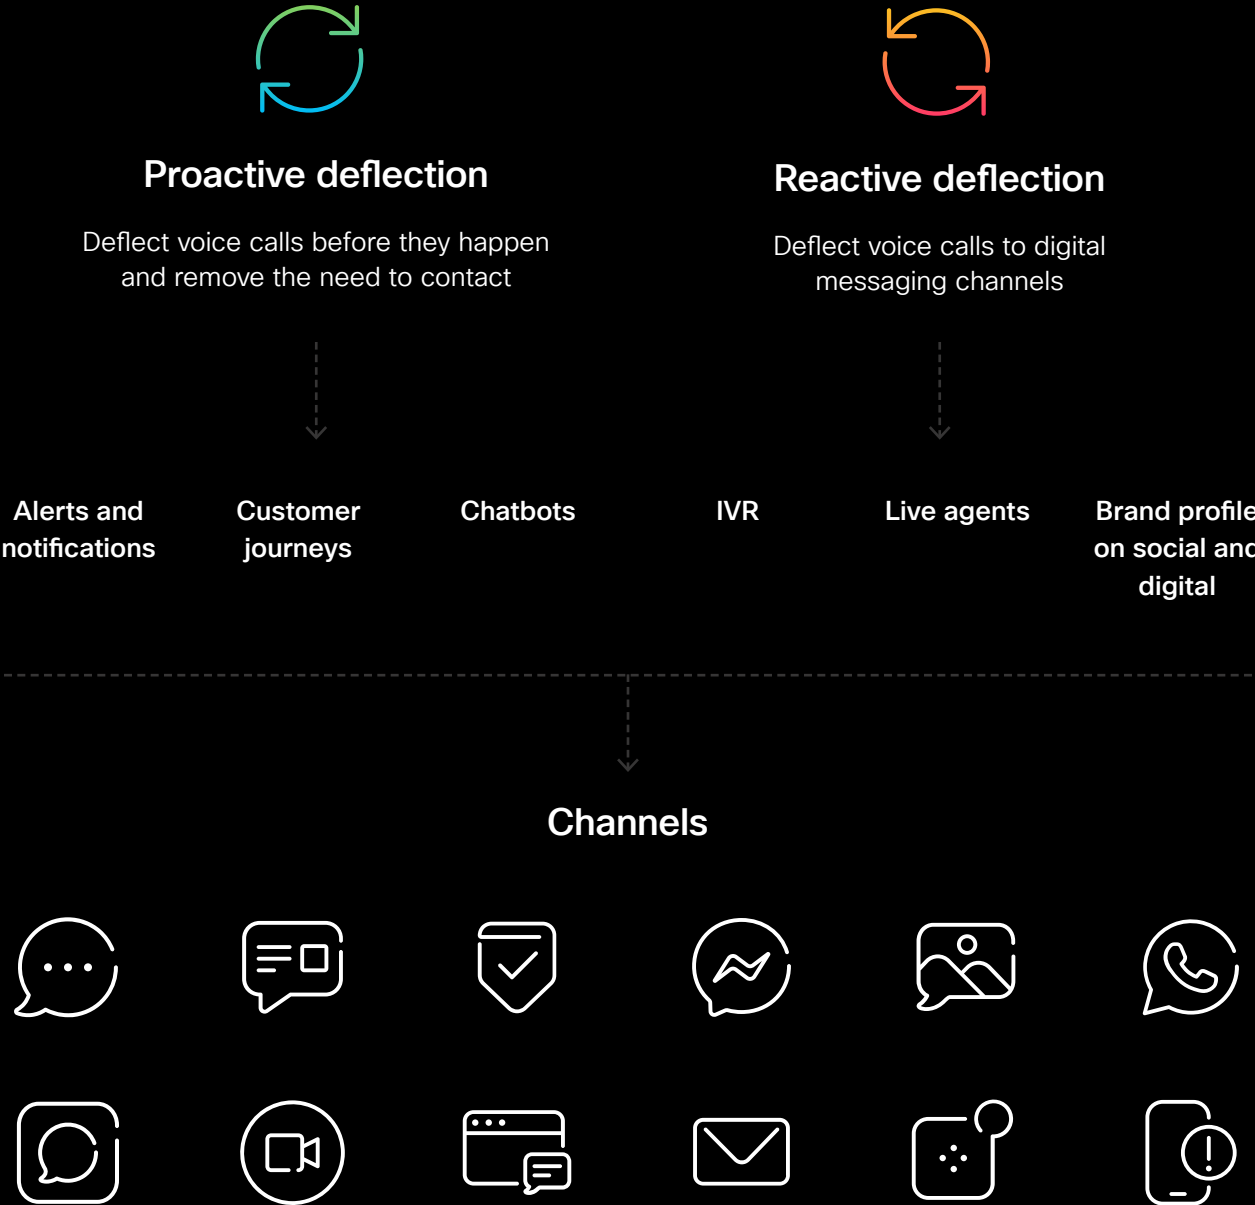 Proactive deflection
Deflect voice calls before they happen
and remove the need to contact
Reactive deflection
Deflect voice calls to digital
messaging channels
Alerts and
notifications
Customer
journeys
Chatbots
IVR
Live agents
Brand profile
on social and
digital
Channels